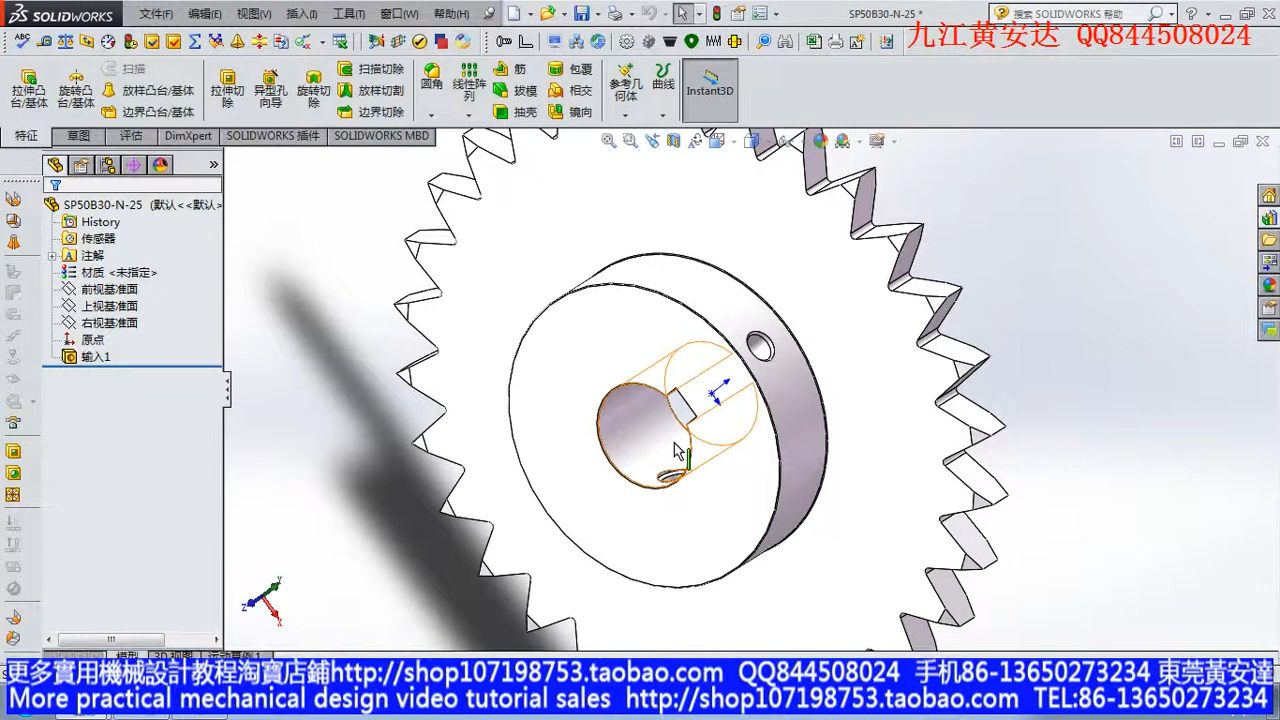 SOLIDWORKS 文件(F) 编辑(E) 视图(V) 插入(I) 工具(T) 窗口(W) 帮助(H) SP50B30-N-25 * 搜索 SOLIDWORKS 帮助
九江黄安达 QQ844508024
拉伸凸台/基体 旋转凸台/基体 扫描 放样凸台/基体 边界凸台/基体 拉伸切除 异型孔向导 旋转切除 扫描切除 放样切割 边界切除 圆角 线性阵列 筋 拔模 抽壳 包覆 相交 镜向 参考几何体 曲线 Instant3D
特征 草图 评估 DimXpert SOLIDWORKS 插件 SOLIDWORKS MBD
SP50B30-N-25 (默认<<默认>
History
传感器
注解
材质 <未指定>
前视基准面
上视基准面
右视基准面
原点
输入1
Y
Z
X
模型 3D 视图 运动算例 1
更多實用機械設計教程淘寶店鋪http://shop107198753.taobao.com QQ844508024 手机86-13650273234 東莞黃安達
More practical mechanical design video tutorial sales http://shop107198753.taobao.com TEL:86-13650273234